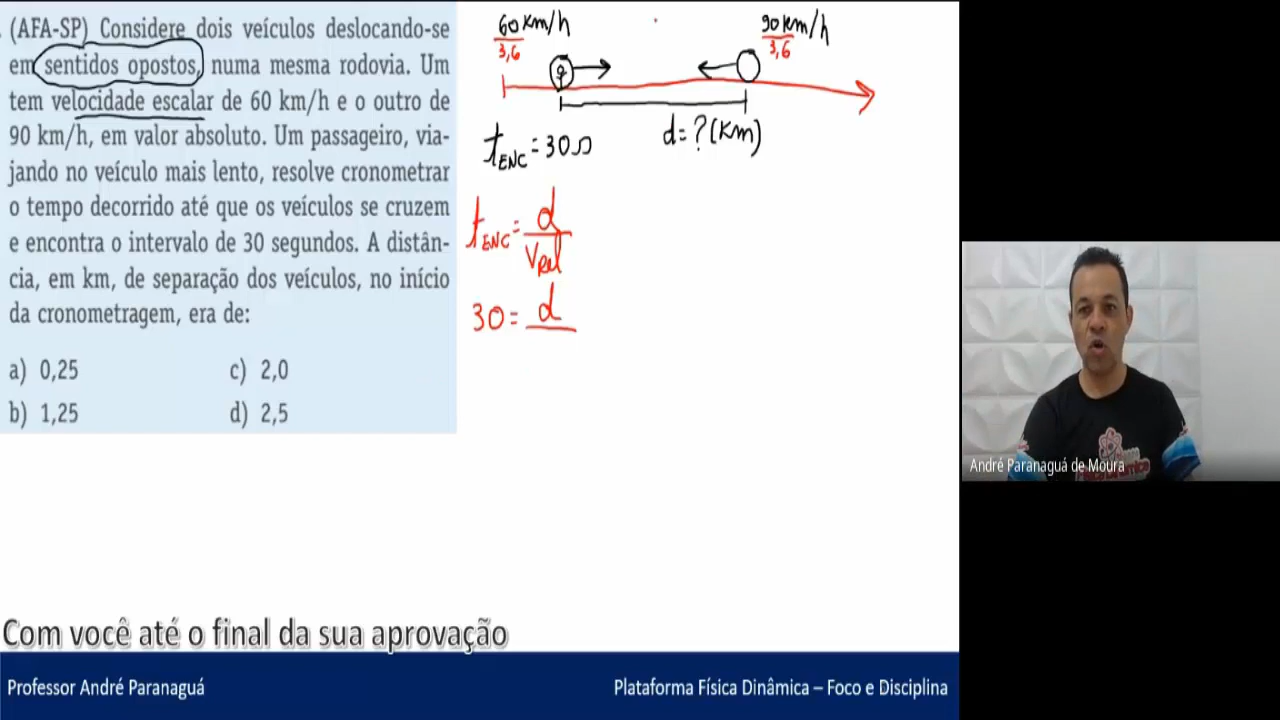 (AFA-SP) Considere dois veículos deslocando-se
em sentidos opostos, numa mesma rodovia. Um
tem velocidade escalar de 60 km/h e o outro de
90 km/h, em valor absoluto. Um passageiro, via-
jando no veículo mais lento, resolve cronometrar
o tempo decorrido até que os veículos se cruzem
e encontra o intervalo de 30 segundos. A distân-
cia, em km, de separação dos veículos, no início
da cronometragem, era de:
a) 0,25 c) 2,0
b) 1,25 d) 2,5
60 km/h 90 km/h
3,6 3,6
t ENC = 30 s d = ? (km)
t ENC = d
V Rel
30 = d
André Paranaguá de Moura
Com você até o final da sua aprovação
Professor André Paranaguá Plataforma Física Dinâmica – Foco e Disciplina